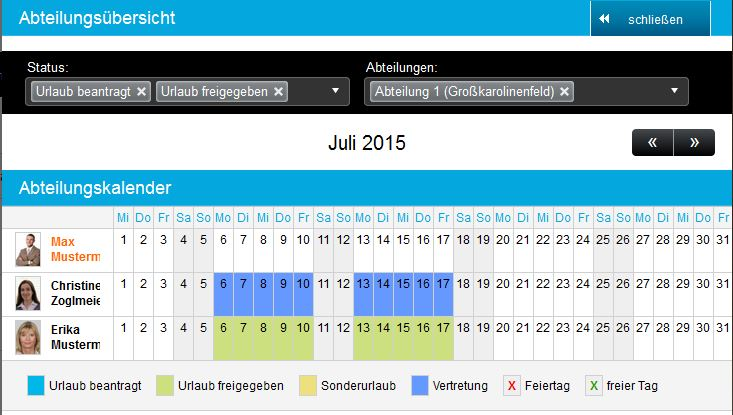 Abteilungsübersicht
schließen
Status:
Abteilungen:
Urlaub beantragt
Urlaub freigegeben
Abteilung 1 (Großkarolinenfeld)
Juli 2015
Abteilungskalender
Mi Do Fr Sa So Mo Di Mi Do Fr Sa So Mo Di Mi Do Fr Sa So Mo Di Mi Do Fr Sa So Mo Di Mi Do Fr
Max
Musterm
1 2 3 4 5 6 7 8 9 10 11 12 13 14 15 16 17 18 19 20 21 22 23 24 25 26 27 28 29 30 31
Christine
Zoglmeie
1 2 3 4 5 6 7 8 9 10 11 12 13 14 15 16 17 18 19 20 21 22 23 24 25 26 27 28 29 30 31
Erika
Musterm
1 2 3 4 5 6 7 8 9 10 11 12 13 14 15 16 17 18 19 20 21 22 23 24 25 26 27 28 29 30 31
Urlaub beantragt
Urlaub freigegeben
Sonderurlaub
Vertretung
X Feiertag
X freier Tag